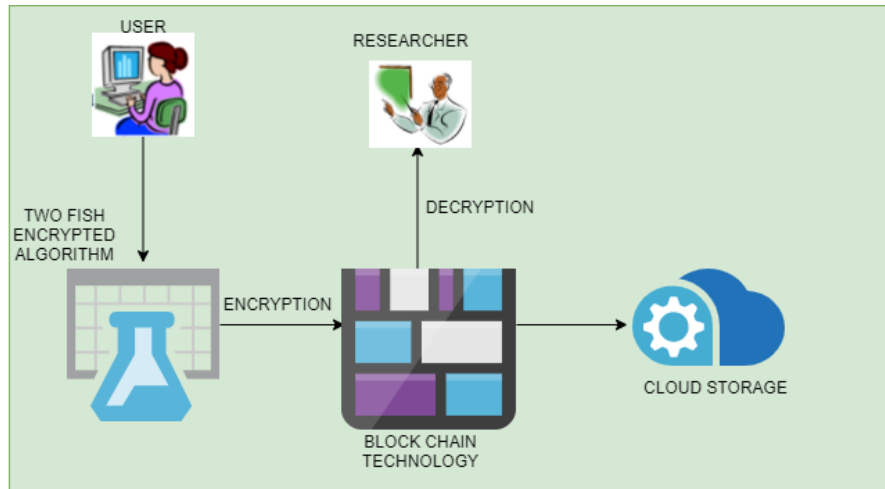 USER
RESEARCHER
TWO FISH
ENCRYPTED
ALGORITHM
DECRYPTION
ENCRYPTION
CLOUD STORAGE
BLOCK CHAIN
TECHNOLOGY